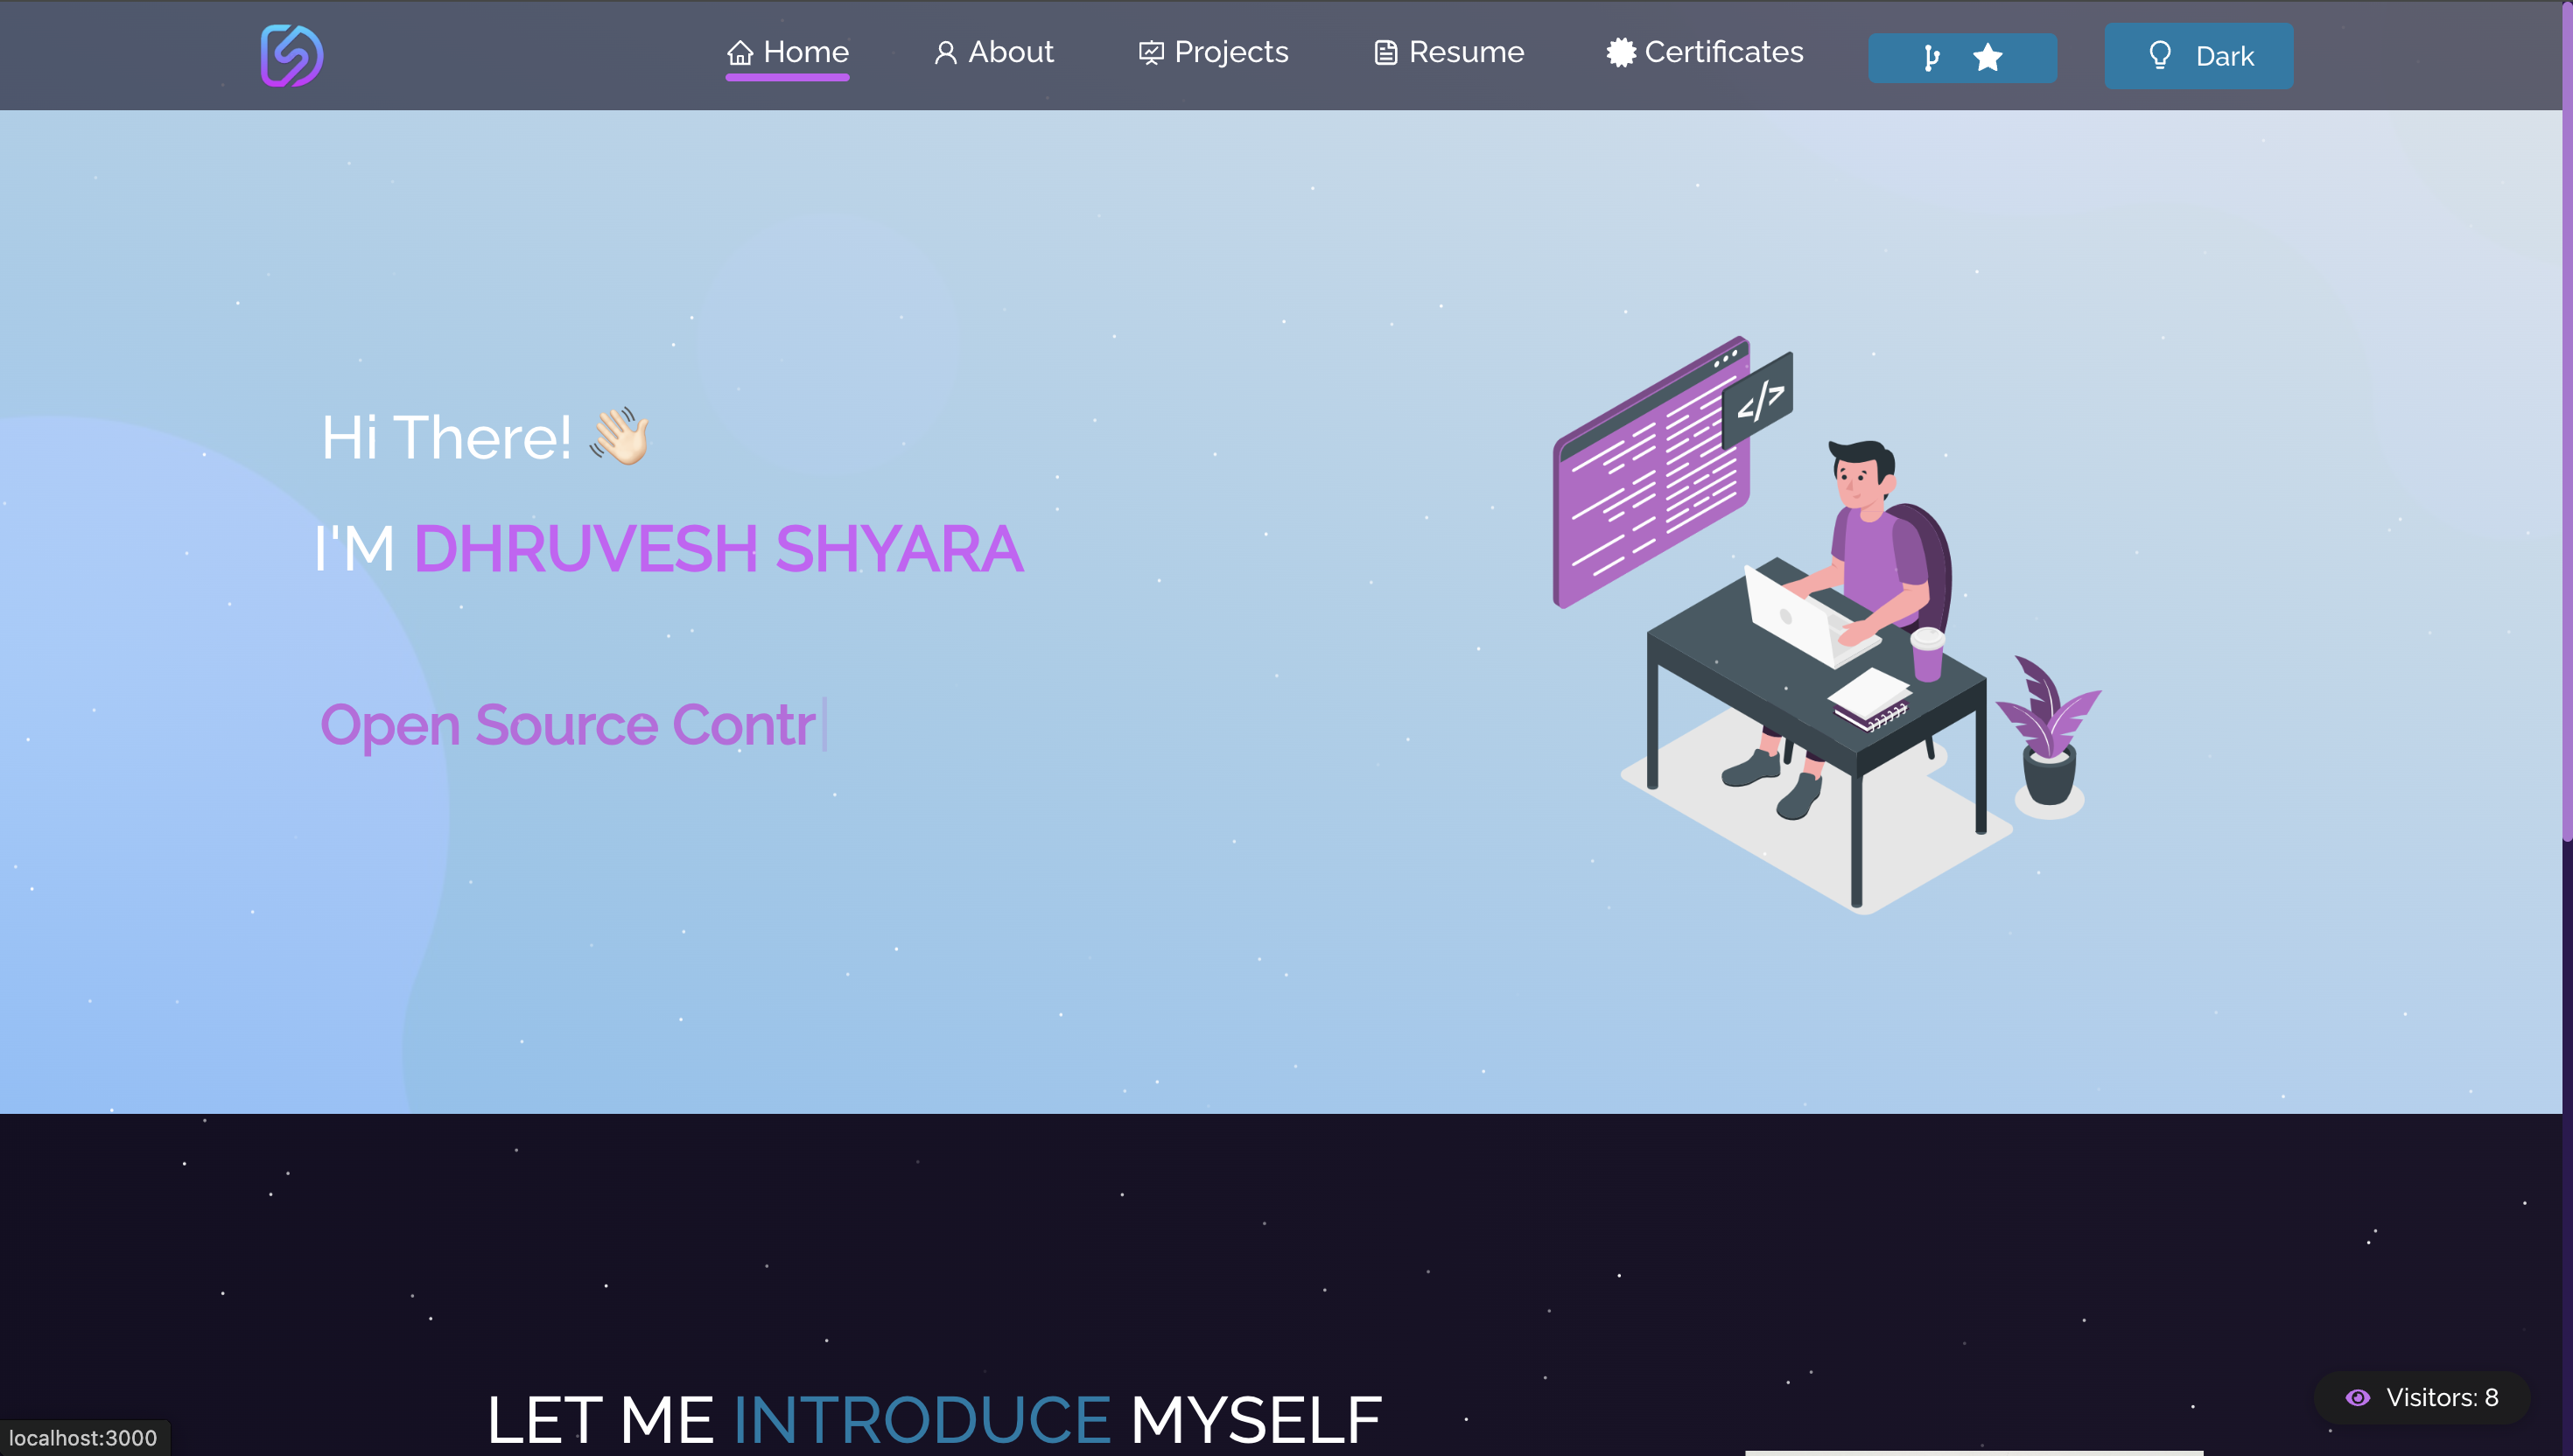 Home About Projects Resume Certificates Dark
Hi There! 👋🏻
I'M DHRUVESH SHYARA
Open Source Contr
</>
LET ME INTRODUCE MYSELF
Visitors: 8
localhost:3000